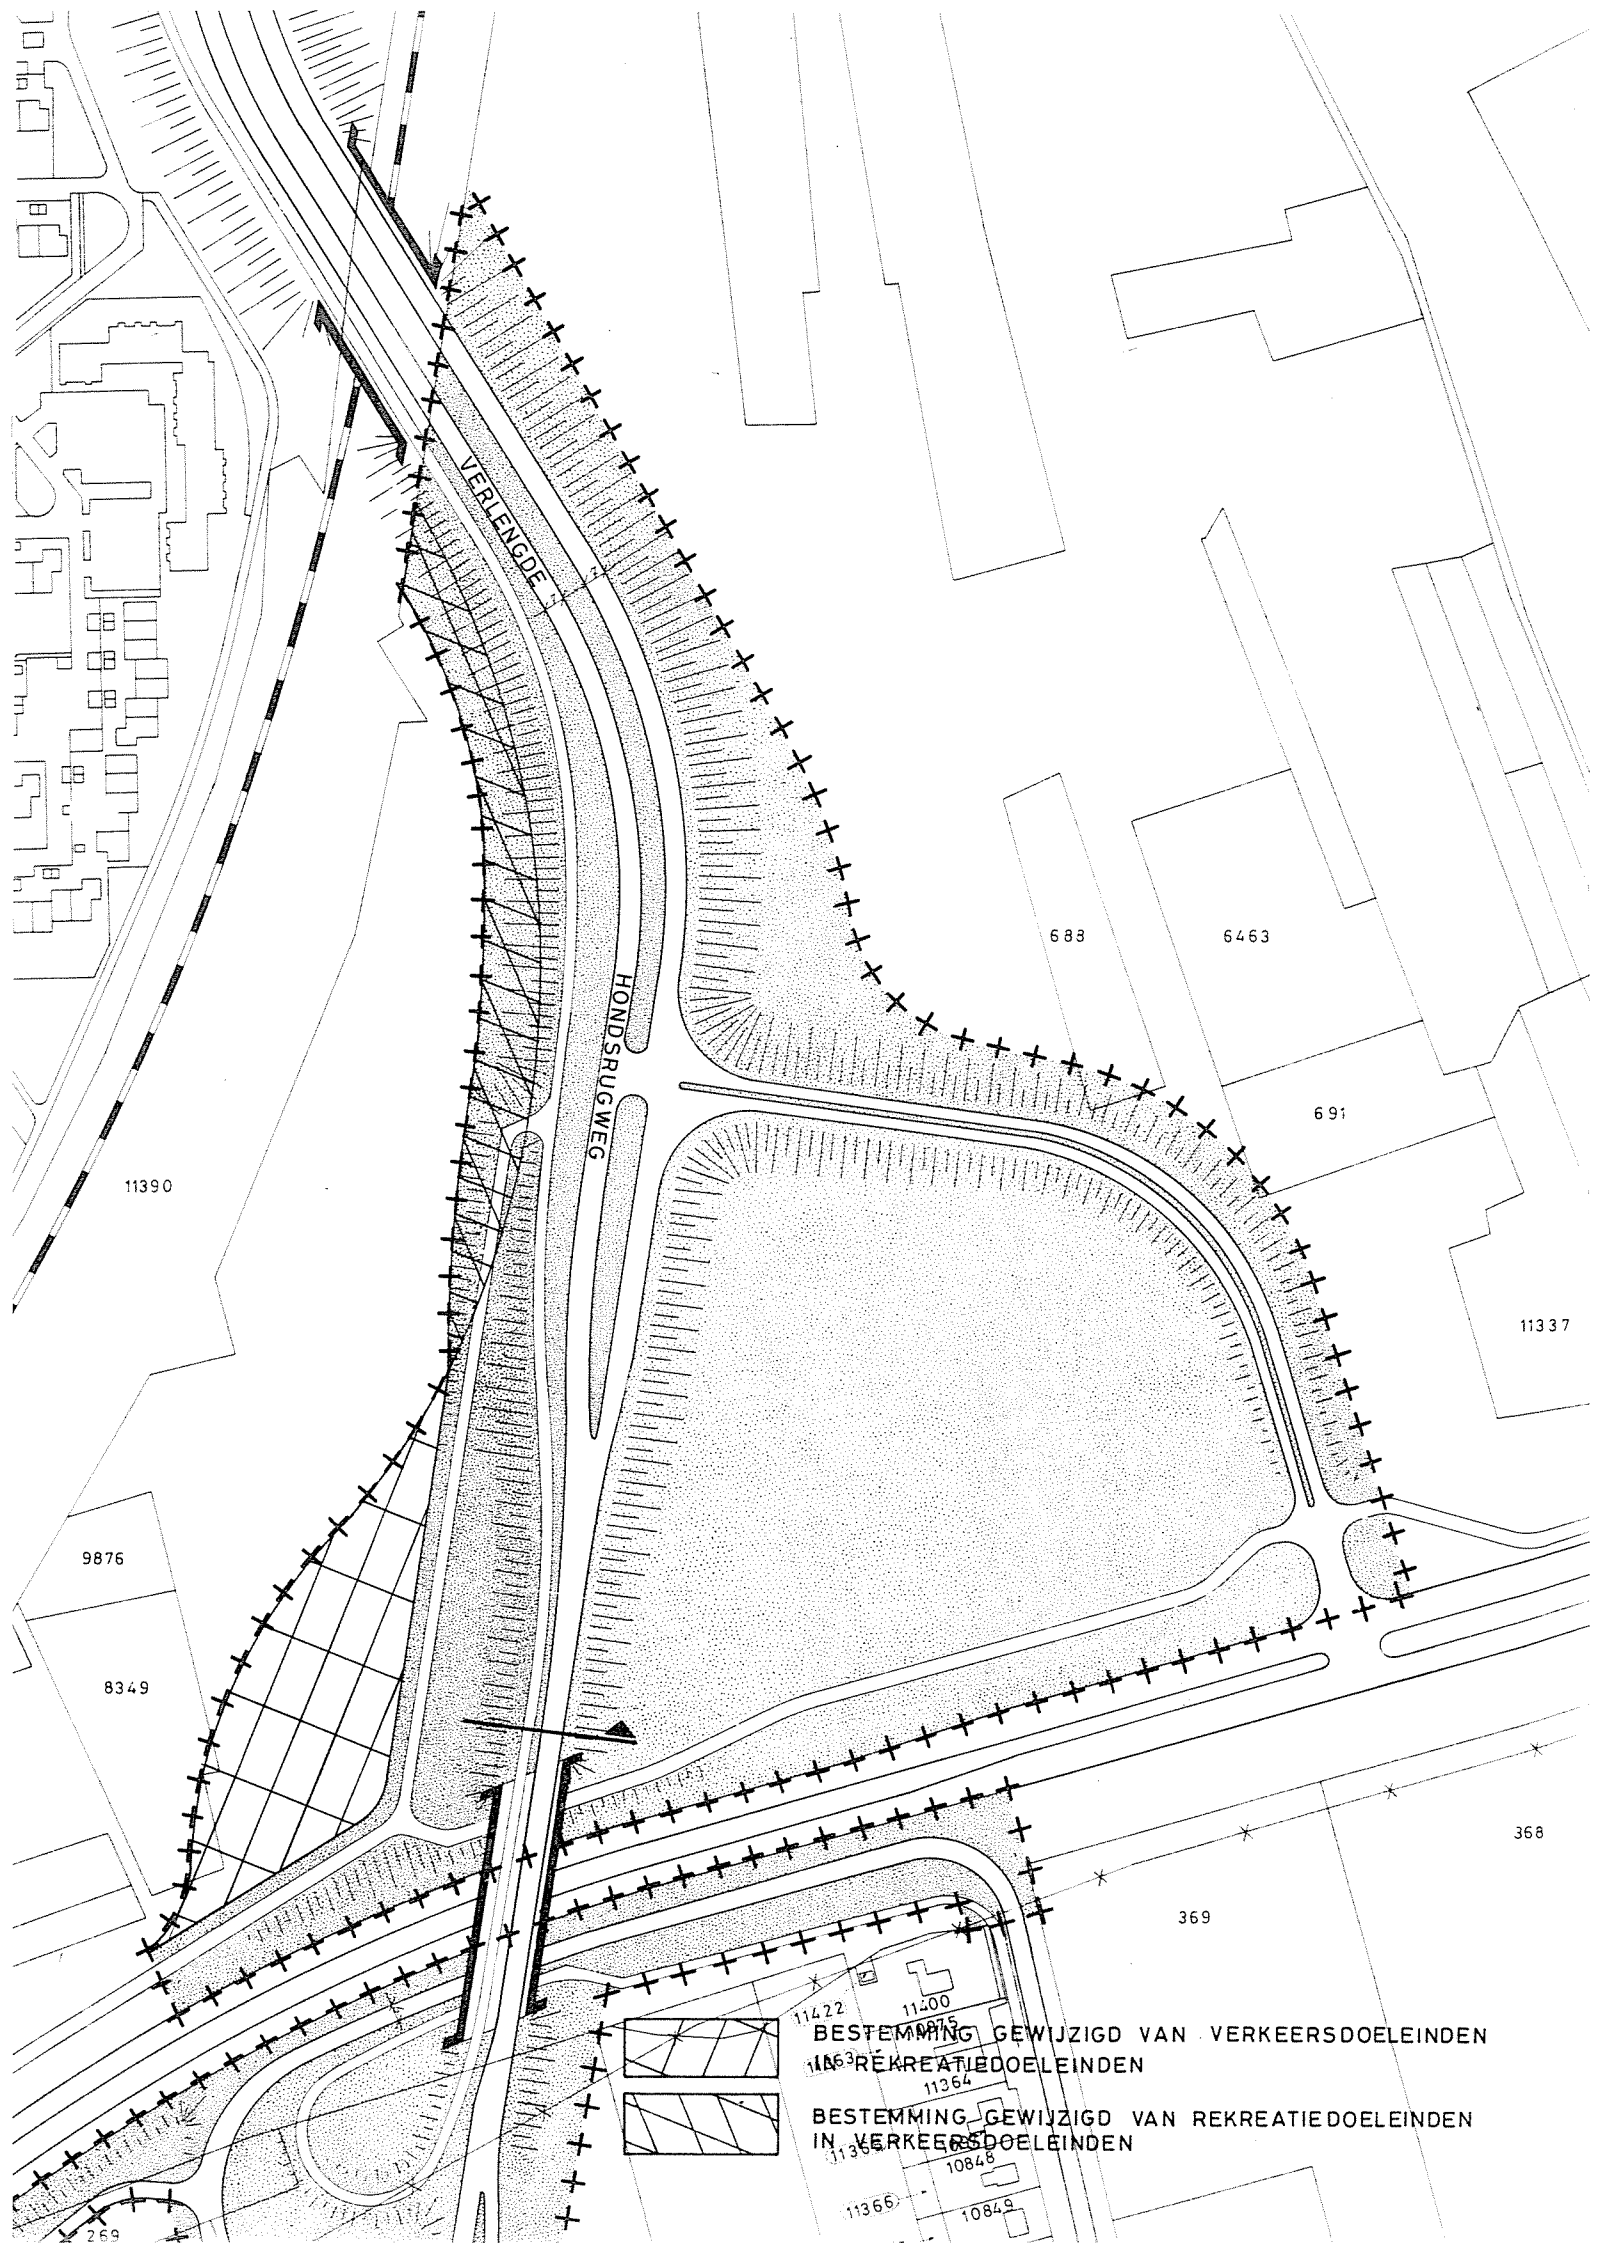 VERLENGDE
HONDSRUGWEG
688
6463
691
11390
11337
9876
8349
368
369
11422
11400
10975
BESTEMMING GEWIJZIGD VAN VERKEERSDOELEINDEN
IN REKREATIEDOELEINDEN
11364
BESTEMMING GEWIJZIGD VAN REKREATIEDOELEINDEN
IN VERKEERSDOELEINDEN
10848
11366
10849
269